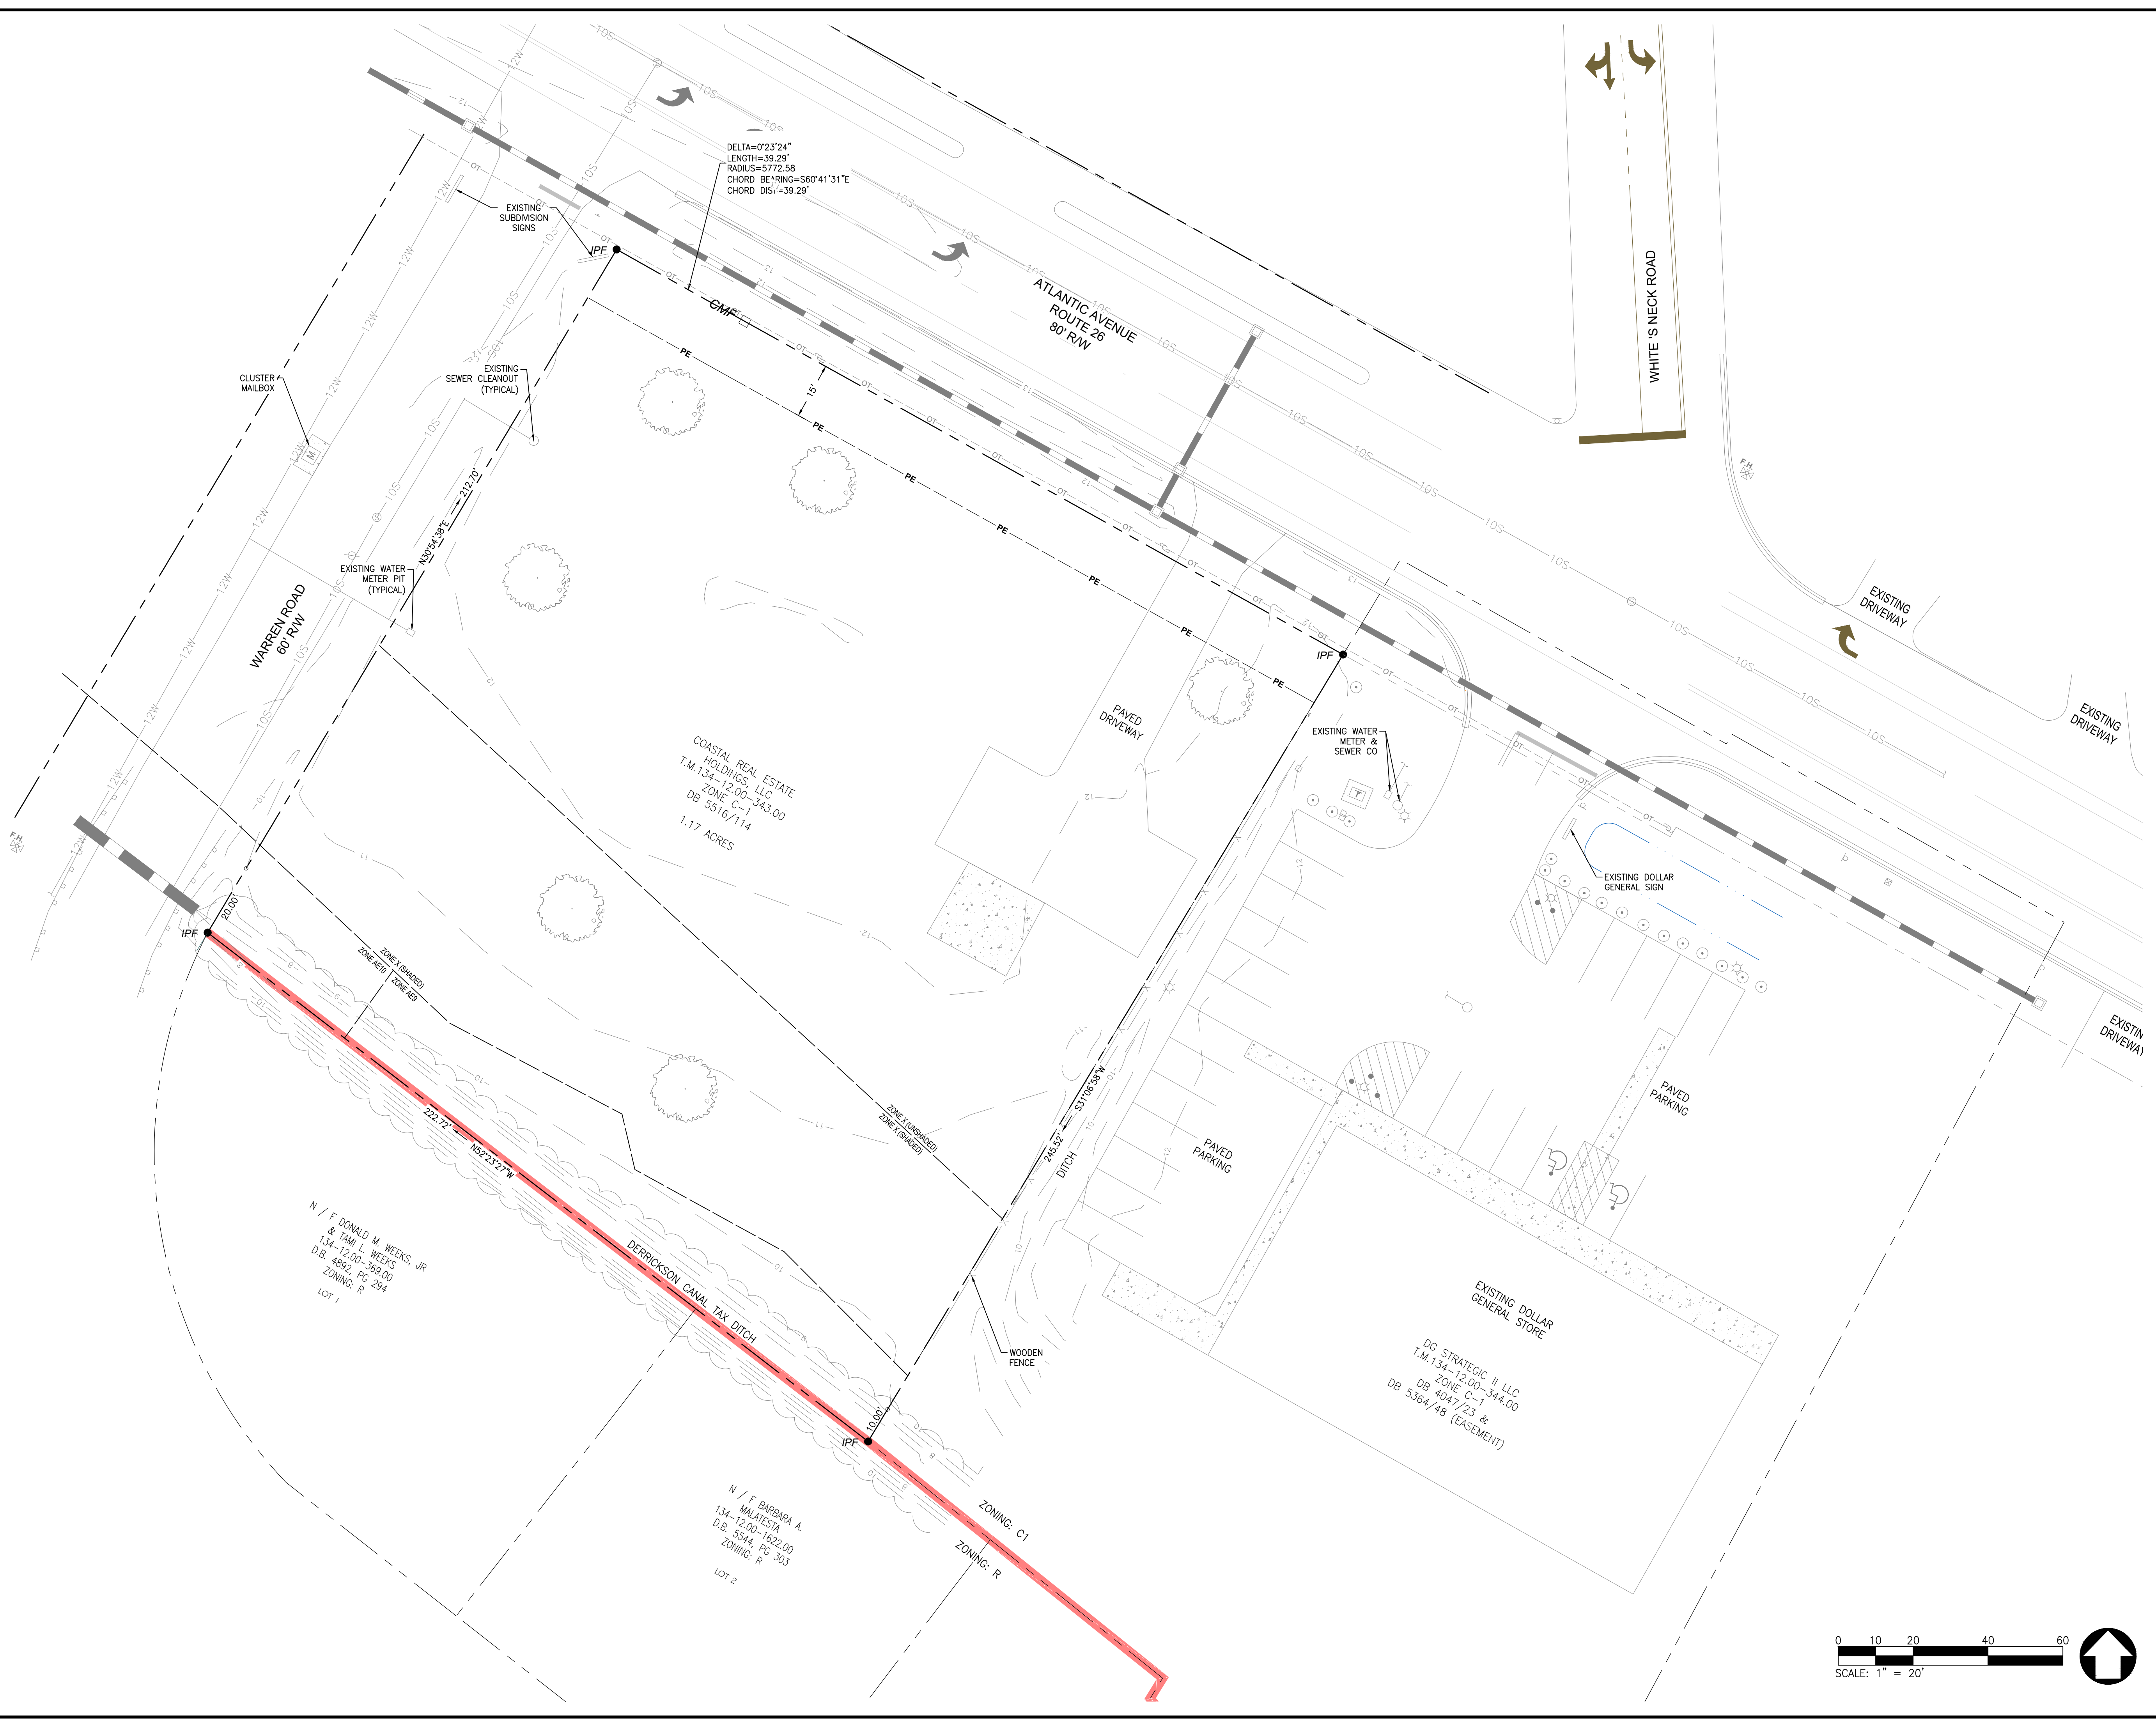 DELTA=0°23'24"
LENGTH=39.29'
RADIUS=5772.58
CHORD BEARING=S60°41'31"E
CHORD DIST=39.29'
EXISTING
SUBDIVISION
SIGNS
IPF
CMF
ATLANTIC AVENUE
ROUTE 26
80' R/W
WHITE 'S NECK ROAD
F.H.
CLUSTER
MAILBOX
M
EXISTING
SEWER CLEANOUT
(TYPICAL)
15'
PE
PE
PE
PE
PE
PE
PE
N30°54'38"E
212.70'
EXISTING WATER
METER PIT
(TYPICAL)
WARREN ROAD
60' R/W
EXISTING
DRIVEWAY
EXISTING
DRIVEWAY
IPF
PAVED
DRIVEWAY
EXISTING WATER
METER &
SEWER CO
T
COASTAL REAL ESTATE
HOLDINGS, LLC
T.M.134-12.00-343.00
ZONE C-1
DB 5516/114
1.17 ACRES
F.H.
EXISTING DOLLAR
GENERAL SIGN
20.00'
IPF
ZONE X (SHADED)
ZONE AE10
ZONE AE9
EXISTIN
DRIVEWAY
ZONE X (UNSHADED)
ZONE X (SHADED)
245.52'
S31°06'58"W
DITCH
PAVED
PARKING
PAVED
PARKING
222.72'
N52°23'27"W
N / F DONALD M. WEEKS, JR
& TAMI L. WEEKS
134-12.00-369.00
D.B. 4892, PG 294
ZONING: R
LOT 1
DERRICKSON CANAL TAX DITCH
WOODEN
FENCE
EXISTING DOLLAR
GENERAL STORE
DG STRATEGIC II LLC
T.M.134-12.00-344.00
ZONE C-1
DB 4047/23 &
DB 5364/48 (EASEMENT)
10.00'
IPF
N / F BARBARA A.
MALATESTA
134-12.00-1622.00
D.B. 5544, PG 303
ZONING: R
LOT 2
ZONING: C1
ZONING: R
0 10 20 40 60
SCALE: 1" = 20'